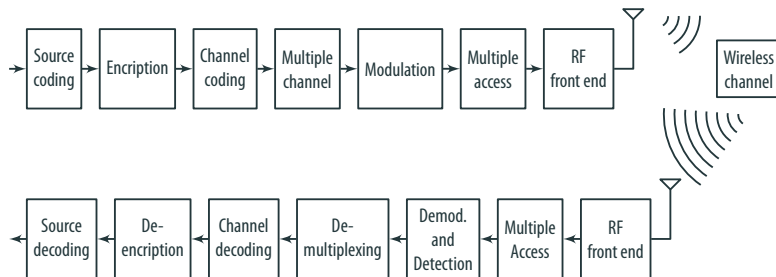 Source
coding
Encription
Channel
coding
Multiple
channel
Modulation
Multiple
access
RF
front end
Wireless
channel
Source
decoding
De-
encription
Channel
decoding
De-
multiplexing
Demod.
and
Detection
Multiple
Access
RF
front end